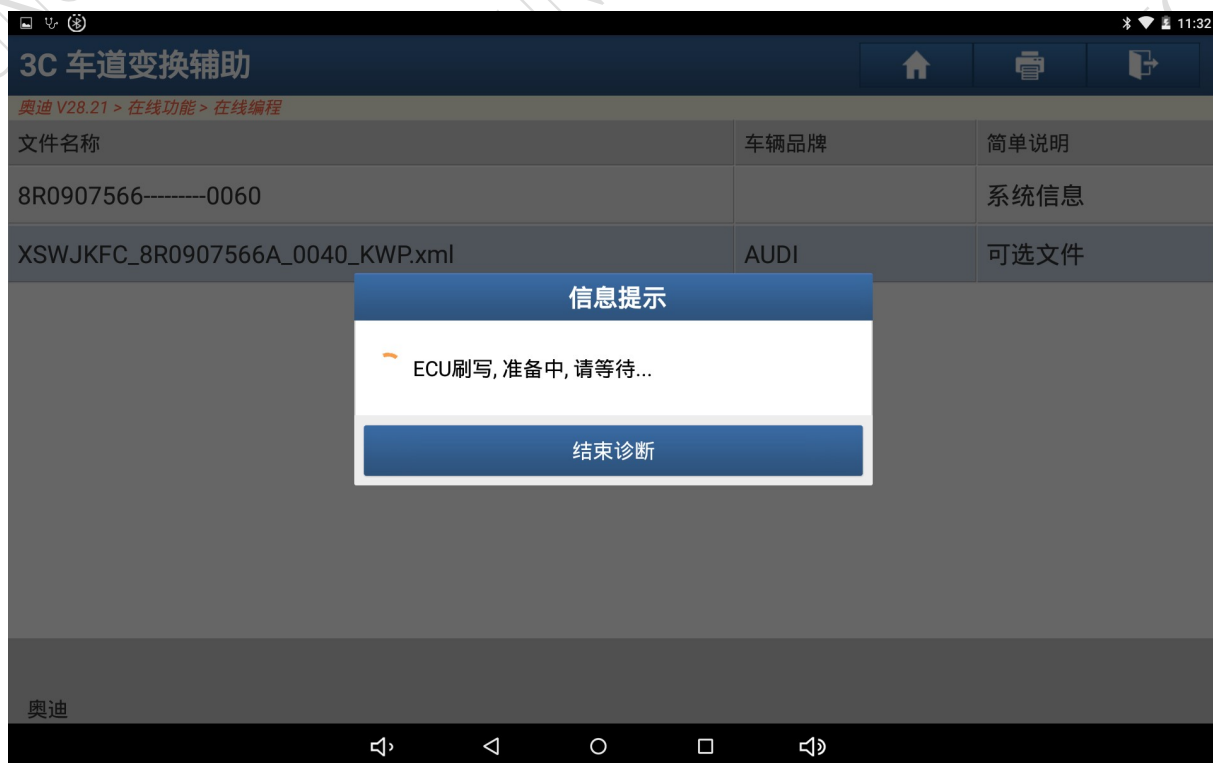 11:32
3C 车道变换辅助
奥迪 V28.21 > 在线功能 > 在线编程
文件名称 车辆品牌 简单说明
8R0907566---------0060 系统信息
XSWJKFC_8R0907566A_0040_KWP.xml AUDI 可选文件
信息提示
ECU刷写, 准备中, 请等待...
结束诊断
奥迪